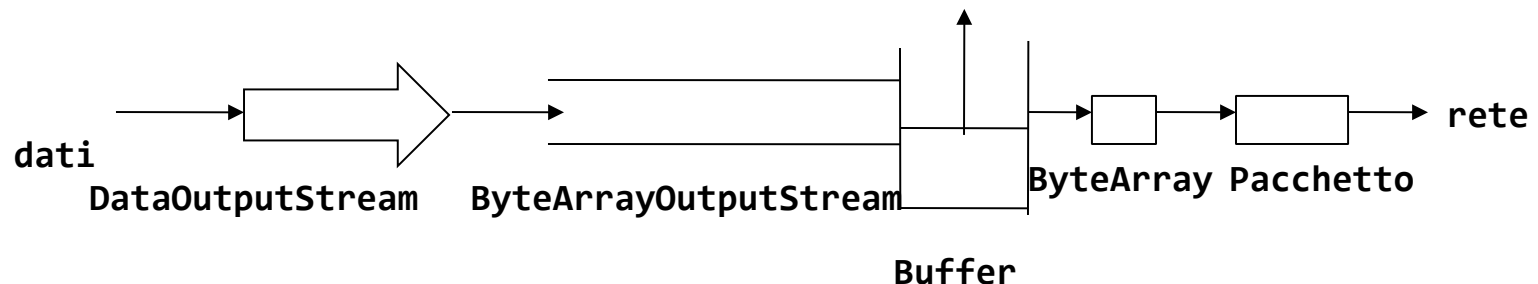 dati
DataOutputStream
ByteArrayOutputStream
Buffer
ByteArray
Pacchetto
rete